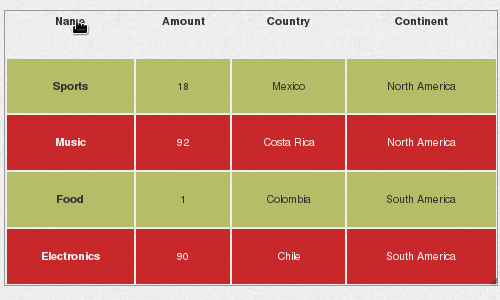 Name Amount Country Continent
Sports 18 Mexico North America
Music 92 Costa Rica North America
Food 1 Colombia South America
Electronics 90 Chile South America